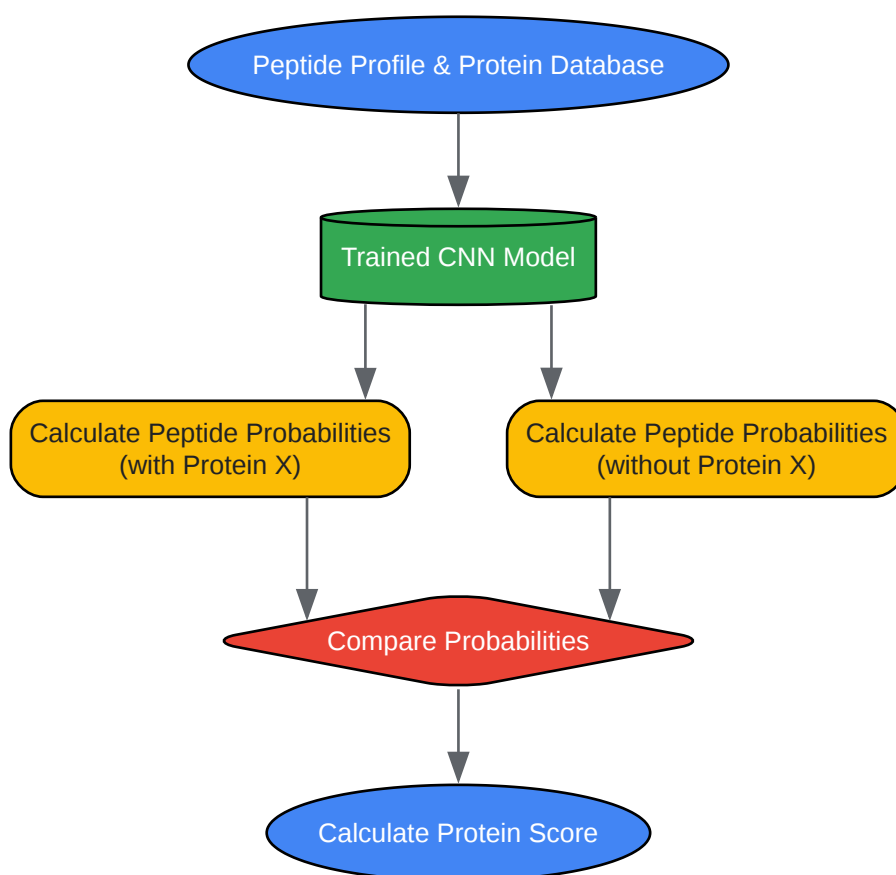 Peptide Profile & Protein Database
Trained CNN Model
Calculate Peptide Probabilities
(with Protein X)
Calculate Peptide Probabilities
(without Protein X)
Compare Probabilities
Calculate Protein Score